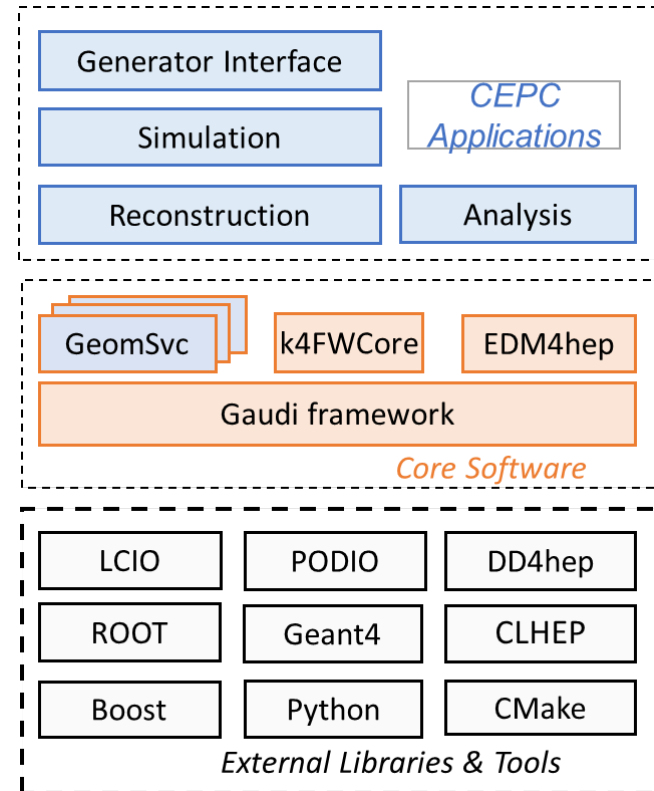 Generator Interface
CEPC
Applications
Simulation
Reconstruction
Analysis
GeomSvc
k4FWCore
EDM4hep
Gaudi framework
Core Software
LCIO
PODIO
DD4hep
ROOT
Geant4
CLHEP
Boost
Python
CMake
External Libraries & Tools